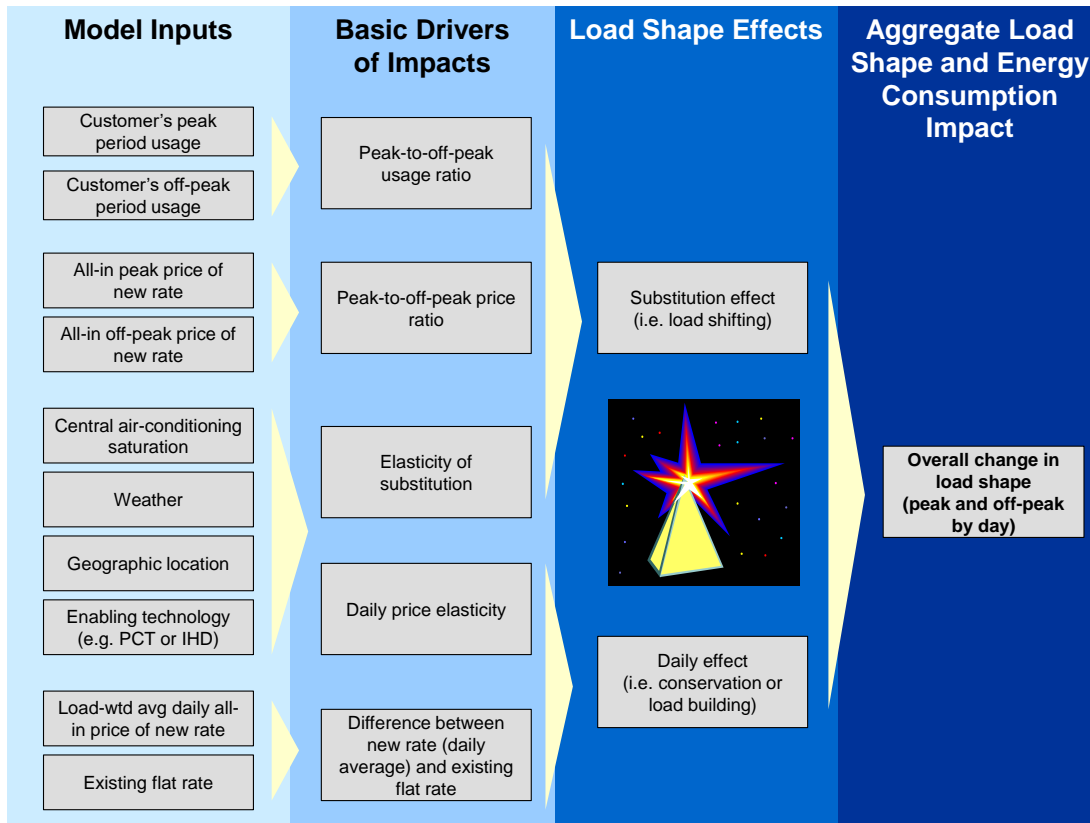 Model Inputs
Customer's peak
period usage
Customer's off-peak
period usage
All-in peak price of
new rate
All-in off-peak price of
new rate
Central air-conditioning
saturation
Weather
Geographic location
Enabling technology
(e.g. PCT or IHD)
Load-wtd avg daily all-
in price of new rate
Existing flat rate
Basic Drivers
of Impacts
Peak-to-off-peak
usage ratio
Peak-to-off-peak price
ratio
Elasticity of
substitution
Daily price elasticity
Difference between
new rate (daily
average) and existing
flat rate
Load Shape Effects
Substitution effect
(i.e. load shifting)
Daily effect
(i.e. conservation or
load building)
Aggregate Load
Shape and Energy
Consumption
Impact
Overall change in
load shape
(peak and off-peak
by day)